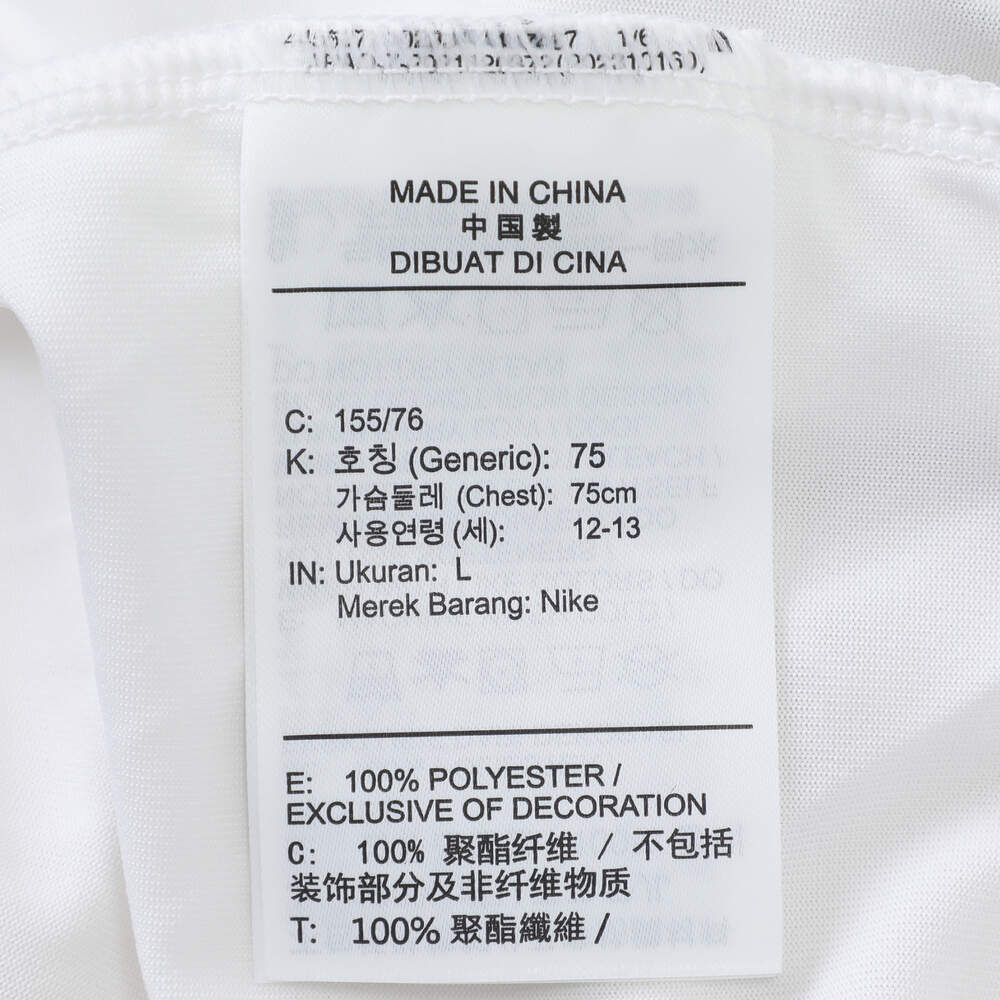 MADE IN CHINA
中国製
DIBUAT DI CINA
C: 155/76
K: 호칭 (Generic): 75
가슴둘레 (Chest): 75cm
사용연령 (세): 12-13
IN: Ukuran: L
Merek Barang: Nike
E: 100% POLYESTER /
EXCLUSIVE OF DECORATION
C: 100% 聚酯纤维 / 不包括
装饰部分及非纤维物质
T: 100% 聚酯纖維 /